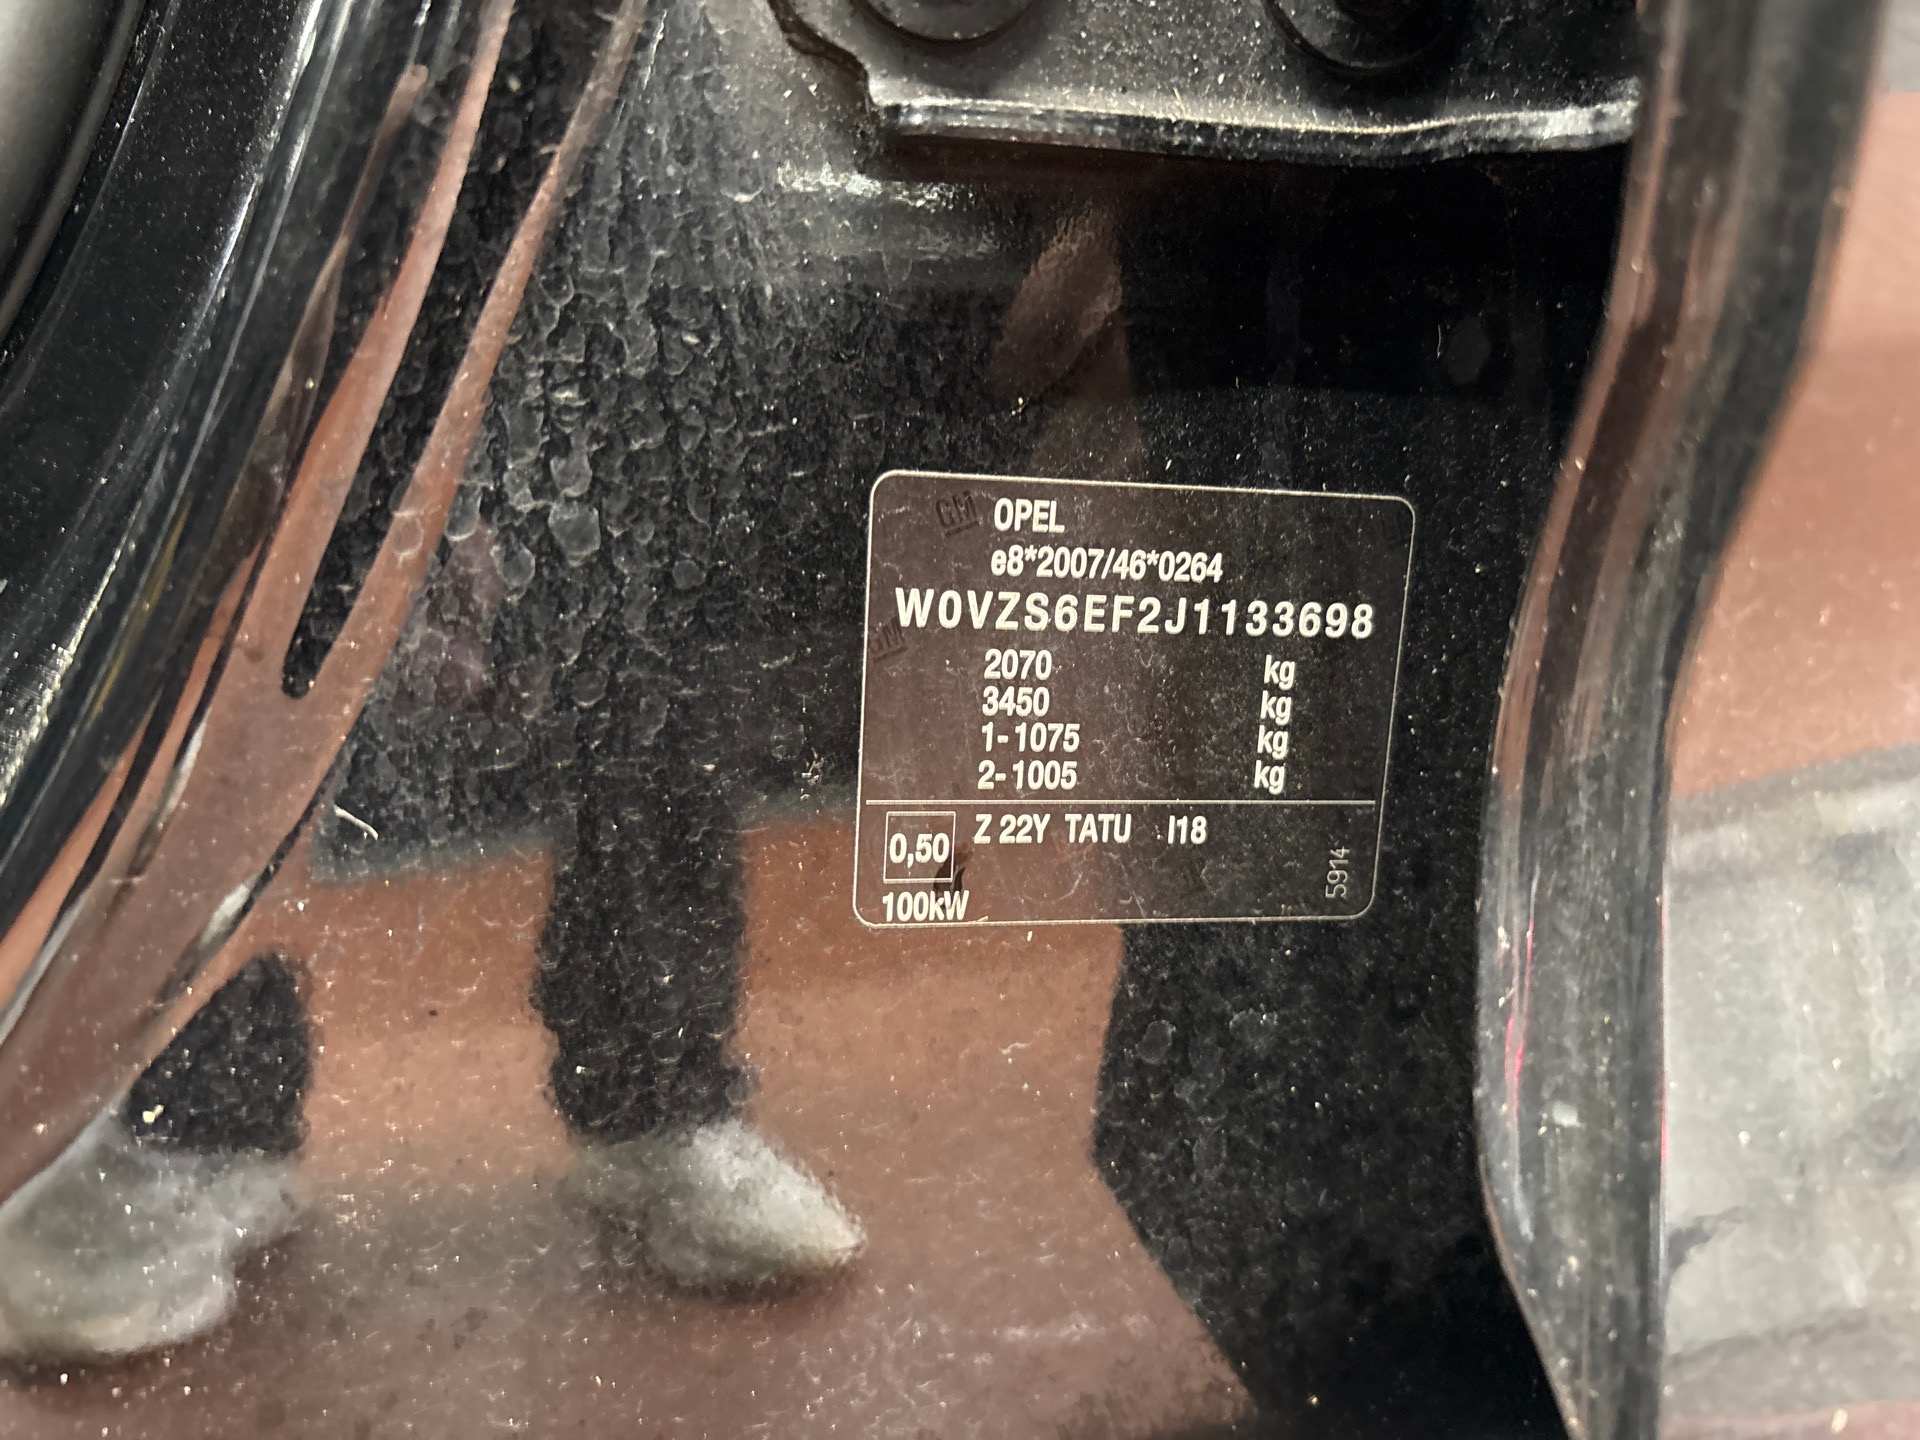 GM OPEL
e8*2007/46*0264
W0VZS6EF2J1133698
GM
2070 kg
3450 kg
1-1075 kg
2-1005 kg
0,50 Z 22Y TATU I18
100kW
5914